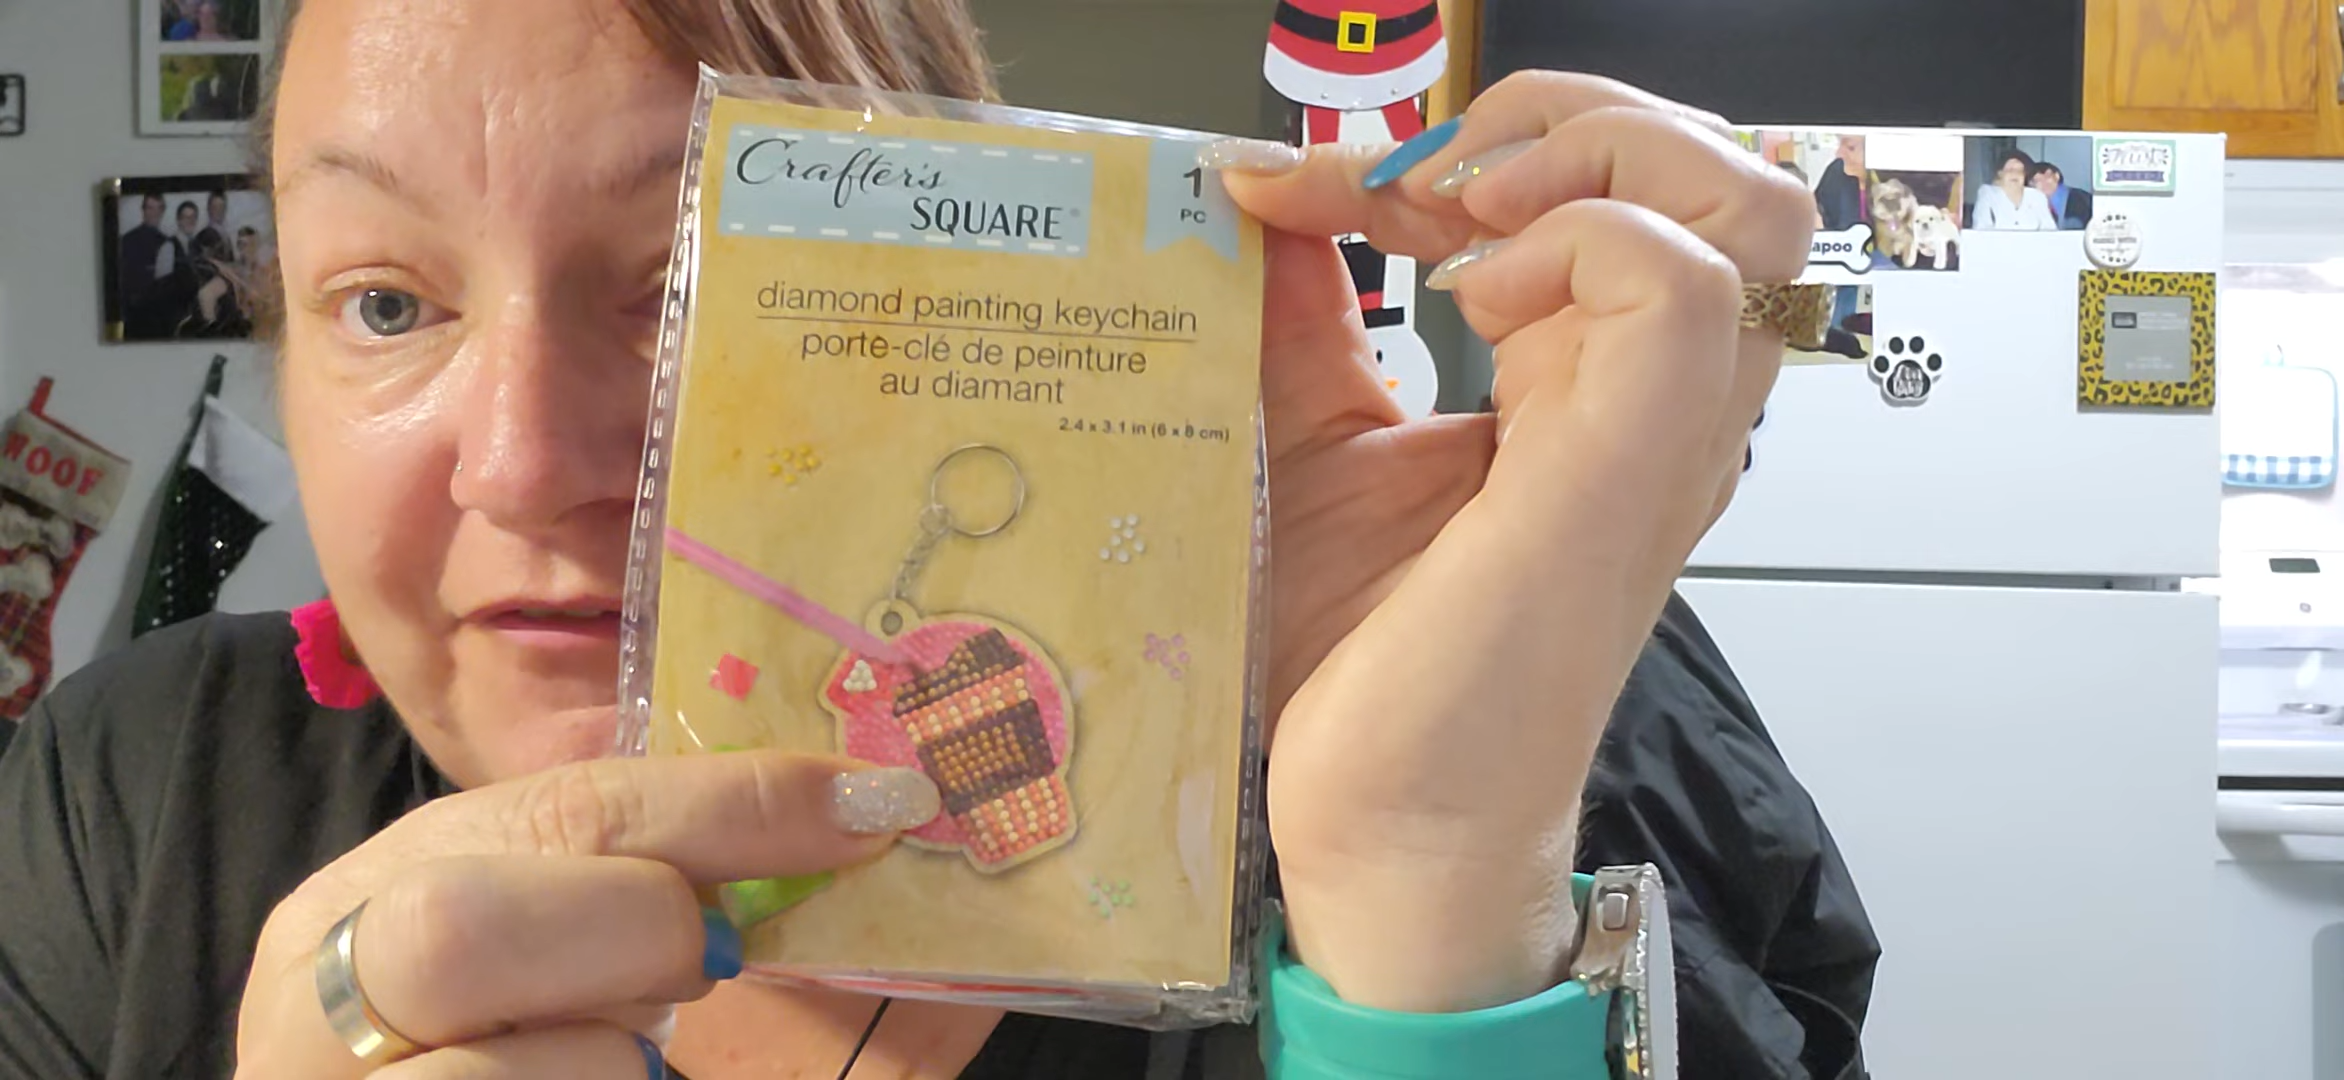 Crafter's
SQUARE
1
PC
diamond painting keychain
porte-clé de peinture
au diamant
2.4 x 3.1 in (6 x 8 cm)
WOOF
apoo